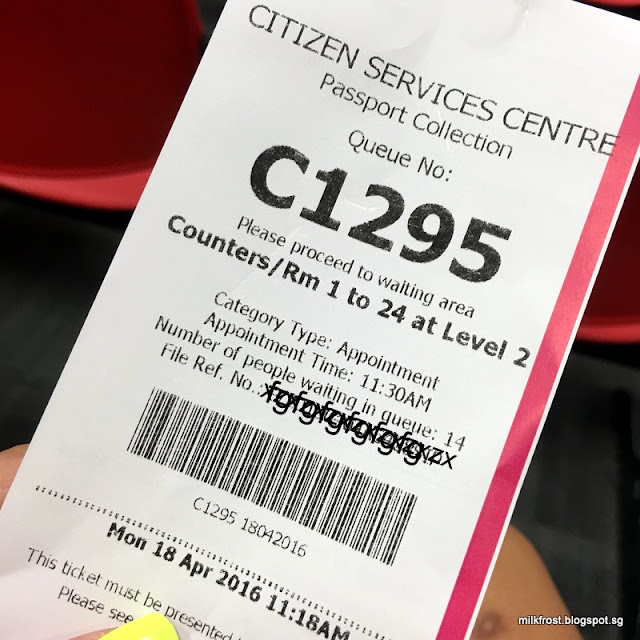 CITIZEN SERVICES CENTRE
Passport Collection
Queue No:
C1295
Please proceed to waiting area
Counters/Rm 1 to 24 at Level 2
Category Type: Appointment
Appointment Time: 11:30AM
Number of people waiting in queue: 14
File Ref. No.:
C1295 18042016
Mon 18 Apr 2016 11:18AM
This ticket must be presented
Please see
milkfrost.blogspot.sg